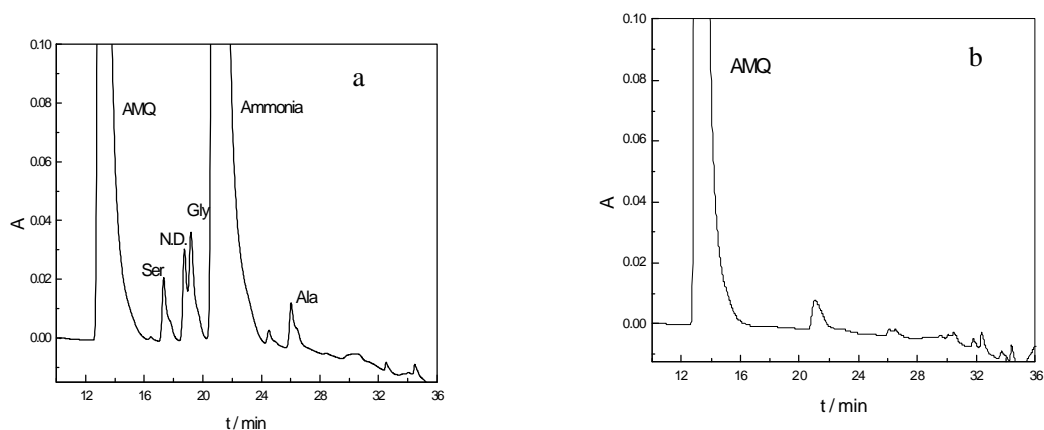 a
0.10
0.08
0.06
0.04
0.02
0.00
A
AMQ
Ser
N.D.
Gly
Ammonia
Ala
12 16 20 24 28 32 36
t / min
b
0.10
0.08
0.06
0.04
0.02
0.00
A
AMQ
12 16 20 24 28 32 36
t / min